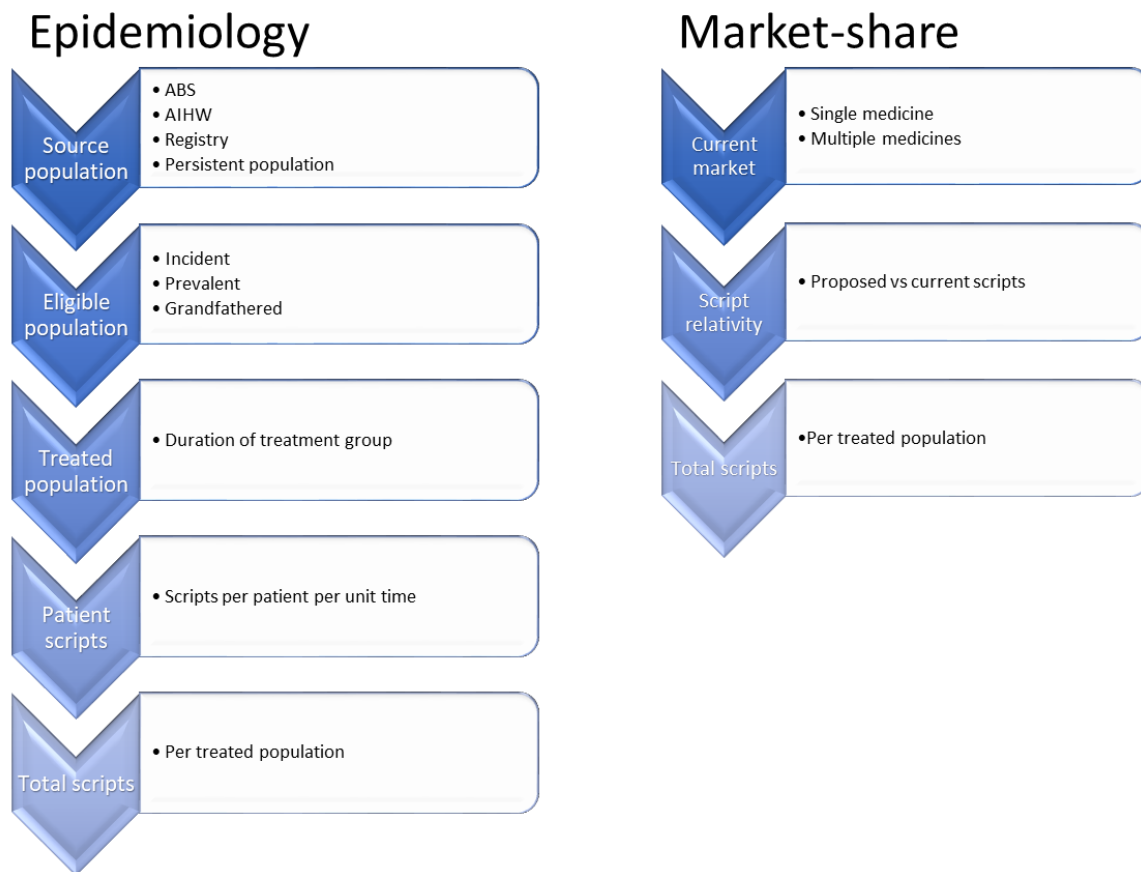 Epidemiology
Source
population
• ABS
• AIHW
• Registry
• Persistent population
Eligible
population
• Incident
• Prevalent
• Grandfathered
Treated
population
• Duration of treatment group
Patient
scripts
• Scripts per patient per unit time
Total scripts
• Per treated population
Market-share
Current
market
• Single medicine
• Multiple medicines
Script
relativity
• Proposed vs current scripts
Total scripts
•Per treated population